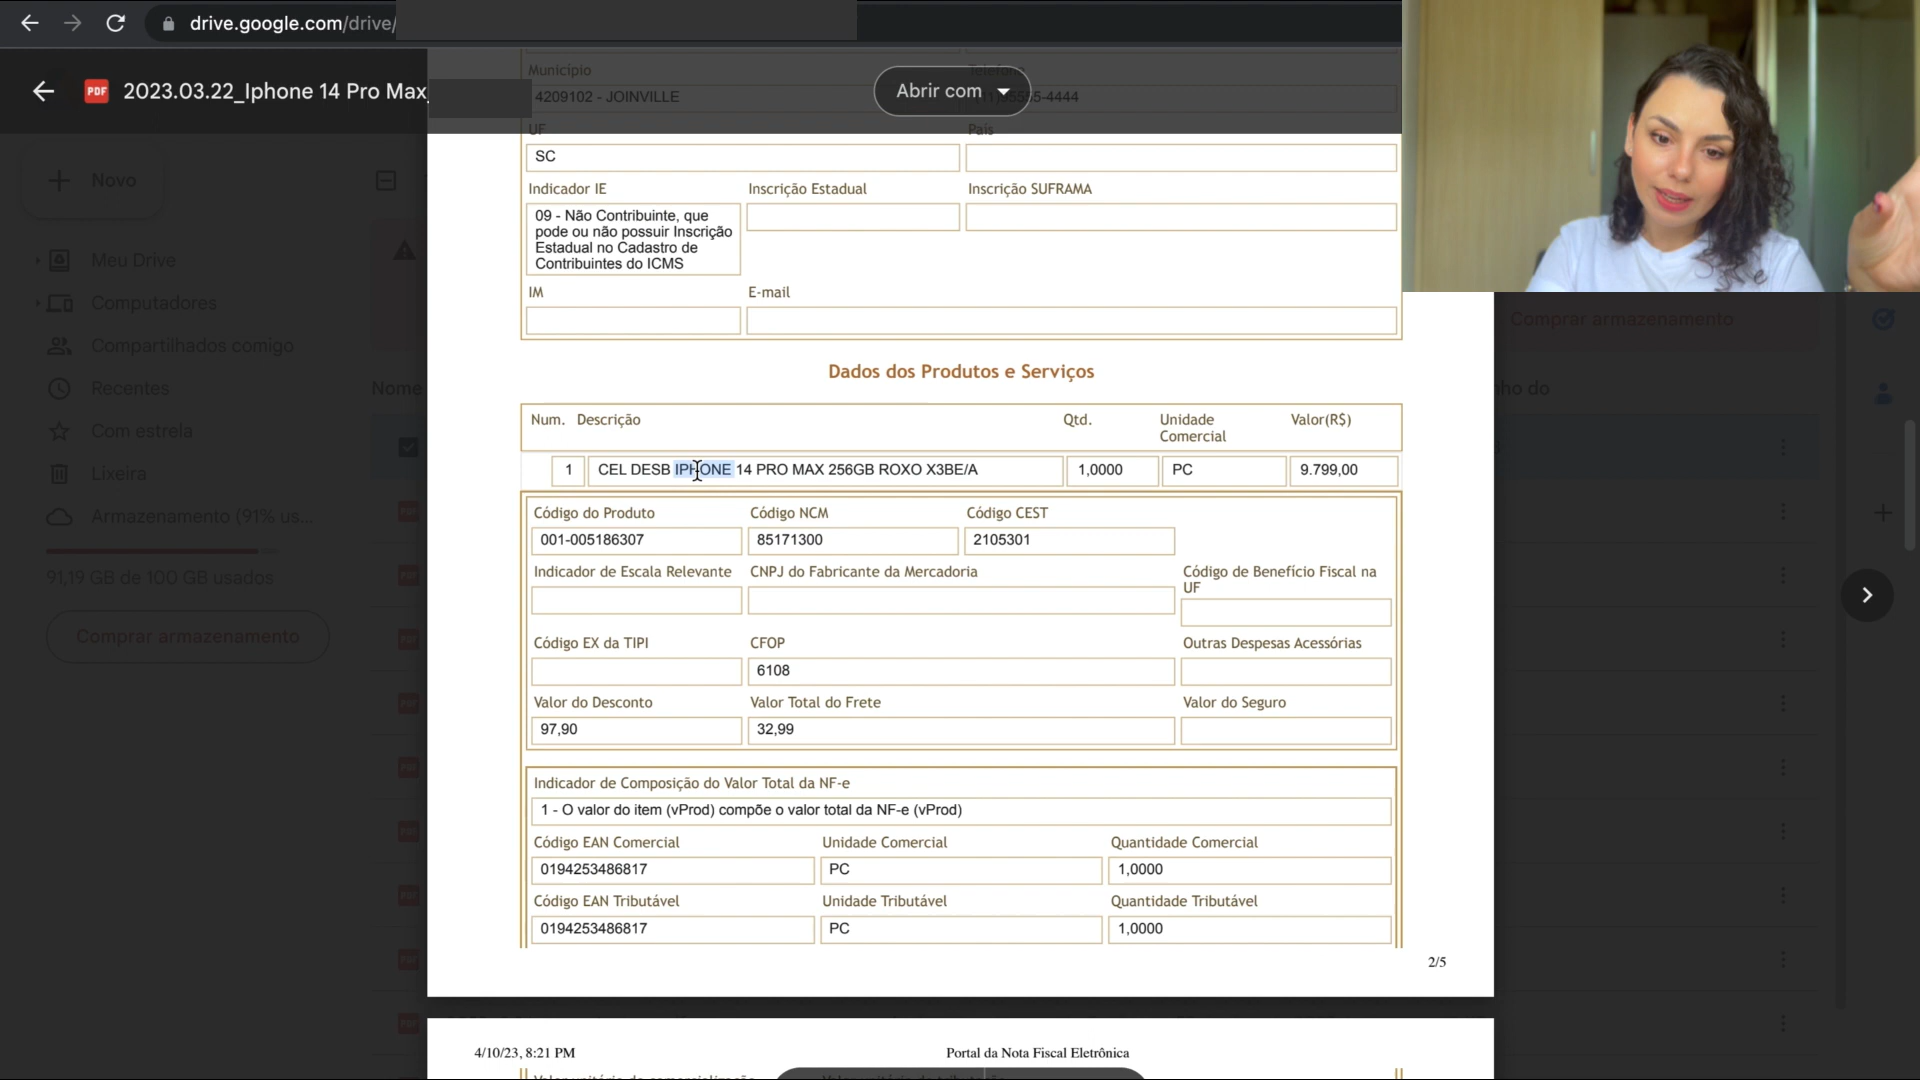 drive.google.com/drive/
PDF 2023.03.22_Iphone 14 Pro Max
Abrir com
Município Telefone
4209102 - JOINVILLE 5-4444
UF País
SC
Indicador IE Inscrição Estadual Inscrição SUFRAMA
09 - Não Contribuinte, que
pode ou não possuir Inscrição
Estadual no Cadastro de
Contribuintes do ICMS
IM E-mail
Novo
Meu Drive
Computadores
Compartilhados comigo
Recentes
Com estrela
Lixeira
Armazenamento (91% us...
91,19 GB de 100 GB usados
Comprar armazenamento
Nome
Comprar armazenamento
ho do
Dados dos Produtos e Serviços
Num. Descrição Qtd. Unidade Comercial Valor(R$)
1 CEL DESB IPHONE 14 PRO MAX 256GB ROXO X3BE/A 1,0000 PC 9.799,00
Código do Produto Código NCM Código CEST
001-005186307 85171300 2105301
Indicador de Escala Relevante CNPJ do Fabricante da Mercadoria Código de Benefício Fiscal na UF
Código EX da TIPI CFOP Outras Despesas Acessórias
6108
Valor do Desconto Valor Total do Frete Valor do Seguro
97,90 32,99
Indicador de Composição do Valor Total da NF-e
1 - O valor do item (vProd) compõe o valor total da NF-e (vProd)
Código EAN Comercial Unidade Comercial Quantidade Comercial
0194253486817 PC 1,0000
Código EAN Tributável Unidade Tributável Quantidade Tributável
0194253486817 PC 1,0000
2/5
4/10/23, 8:21 PM Portal da Nota Fiscal Eletrônica